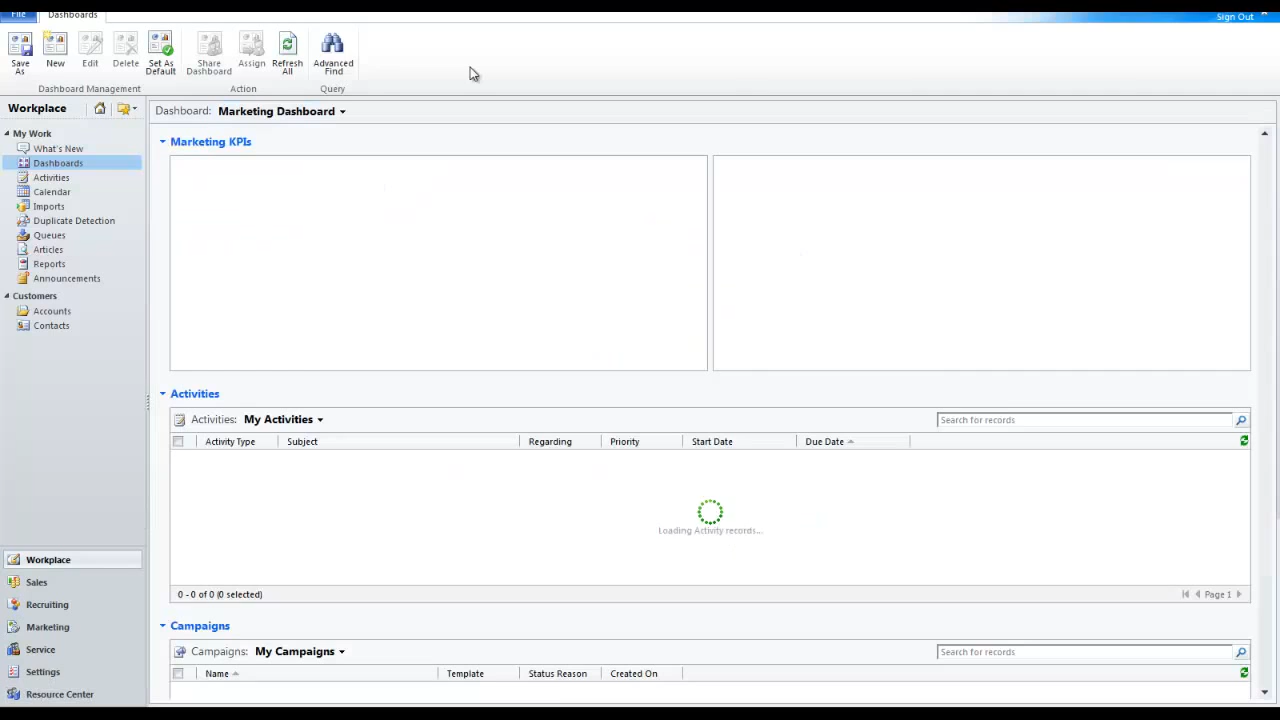 File Dashboards
Sign Out
Save As New Edit Delete Set As Default Share Dashboard Assign Refresh All Advanced Find
Dashboard Management Action Query
Workplace
Dashboard: Marketing Dashboard
My Work
What's New
Dashboards
Activities
Calendar
Imports
Duplicate Detection
Queues
Articles
Reports
Announcements
Customers
Accounts
Contacts
Workplace
Sales
Recruiting
Marketing
Service
Settings
Resource Center
Marketing KPIs
Activities
Activities: My Activities
Search for records
Activity Type Subject Regarding Priority Start Date Due Date
Loading Activity records...
0 - 0 of 0 (0 selected)
Page 1
Campaigns
Campaigns: My Campaigns
Search for records
Name Template Status Reason Created On